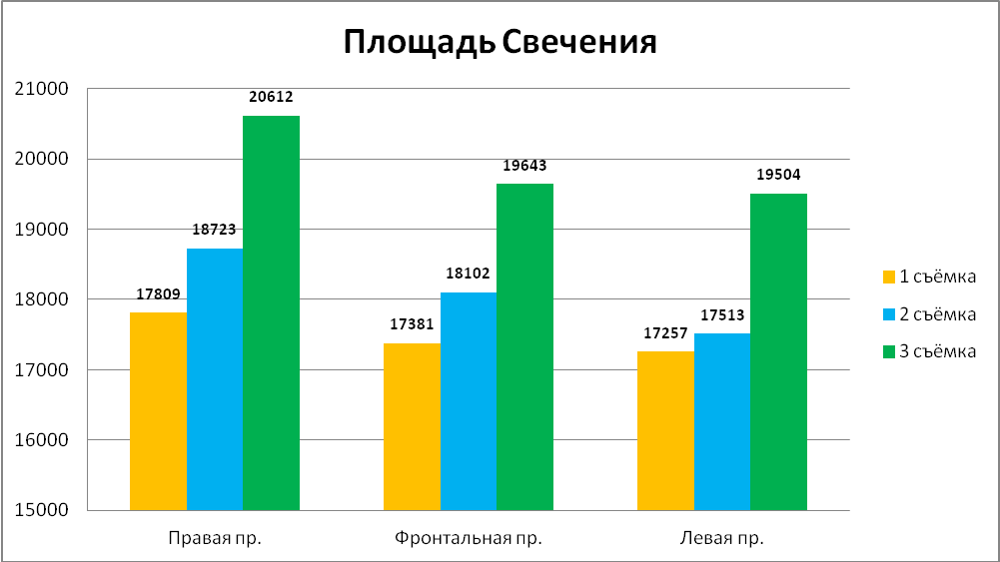 Площадь Свечения
21000
20000
19000
18000
17000
16000
15000
17809
18723
20612
17381
18102
19643
17257
17513
19504
Правая пр.
Фронтальная пр.
Левая пр.
1 съёмка
2 съёмка
3 съёмка